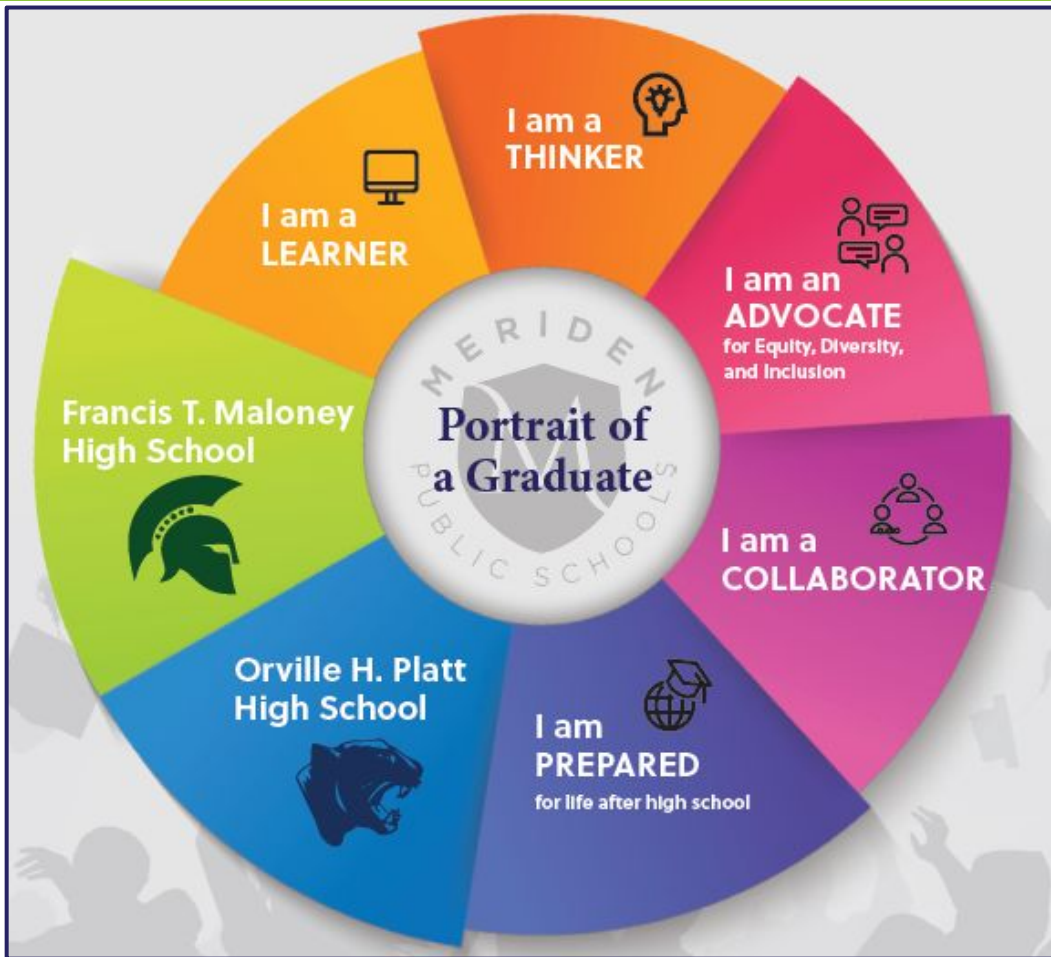 I am a
THINKER
I am an
ADVOCATE
for Equity, Diversity,
and Inclusion
I am a
COLLABORATOR
I am
PREPARED
for life after high school
Orville H. Platt
High School
Francis T. Maloney
High School
I am a
LEARNER
MERIDEN
Portrait of
a Graduate
PUBLIC SCHOOLS
M